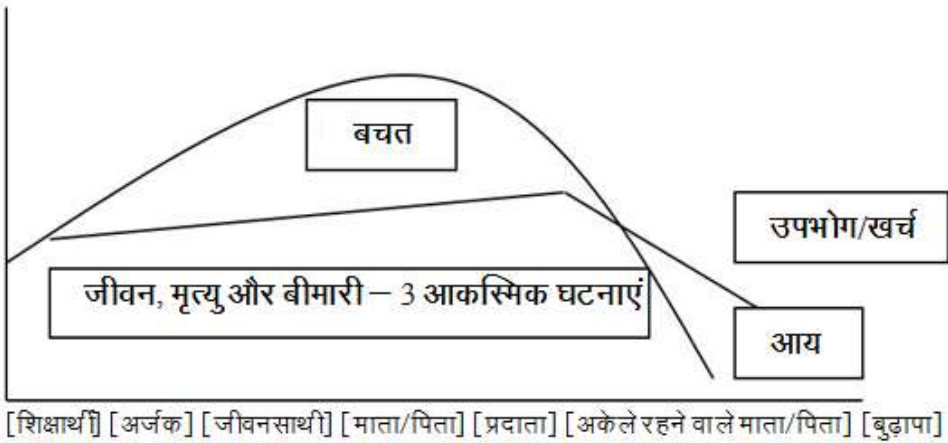 बचत
उपभोग/खर्च
जीवन, मृत्यु और बीमारी – 3 आकस्मिक घटनाएं
आय
[शिक्षार्थी] [अर्जक] [जीवनसाथी] [माता/पिता] [प्रदाता] [अकेले रहने वाले माता/पिता] [बुढ़ापा]